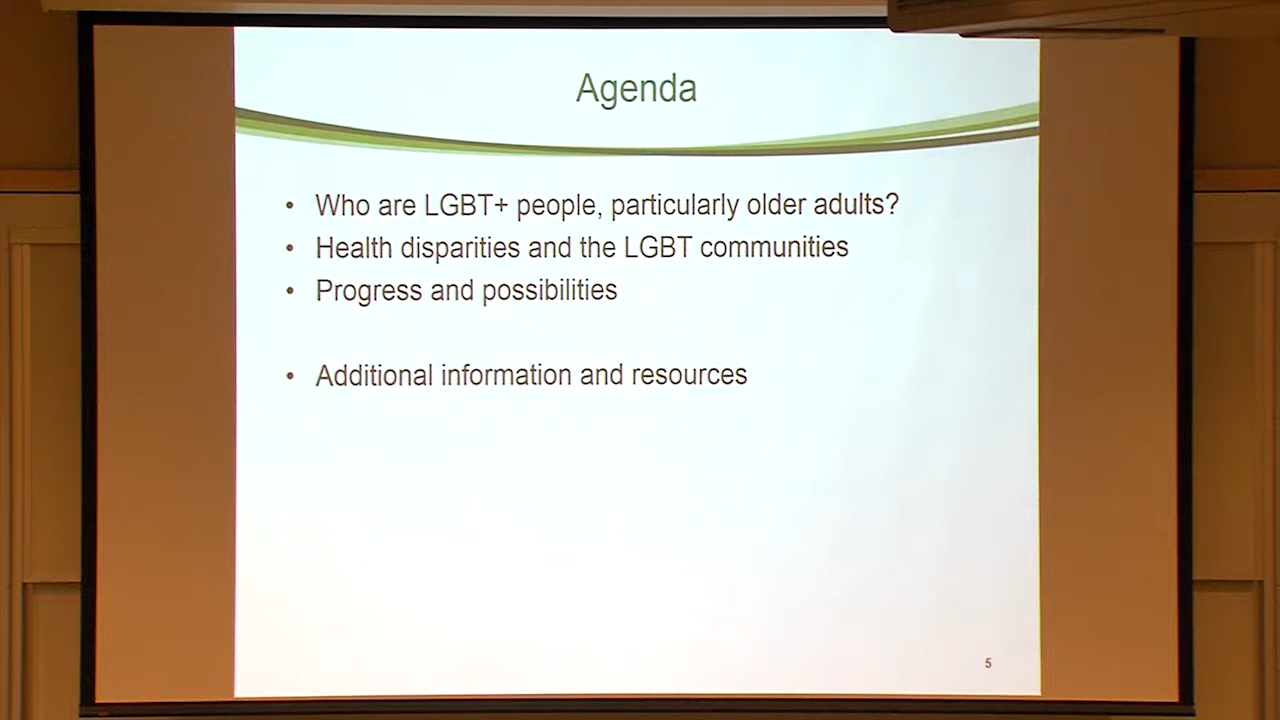 Agenda
• Who are LGBT+ people, particularly older adults?
• Health disparities and the LGBT communities
• Progress and possibilities
• Additional information and resources
5